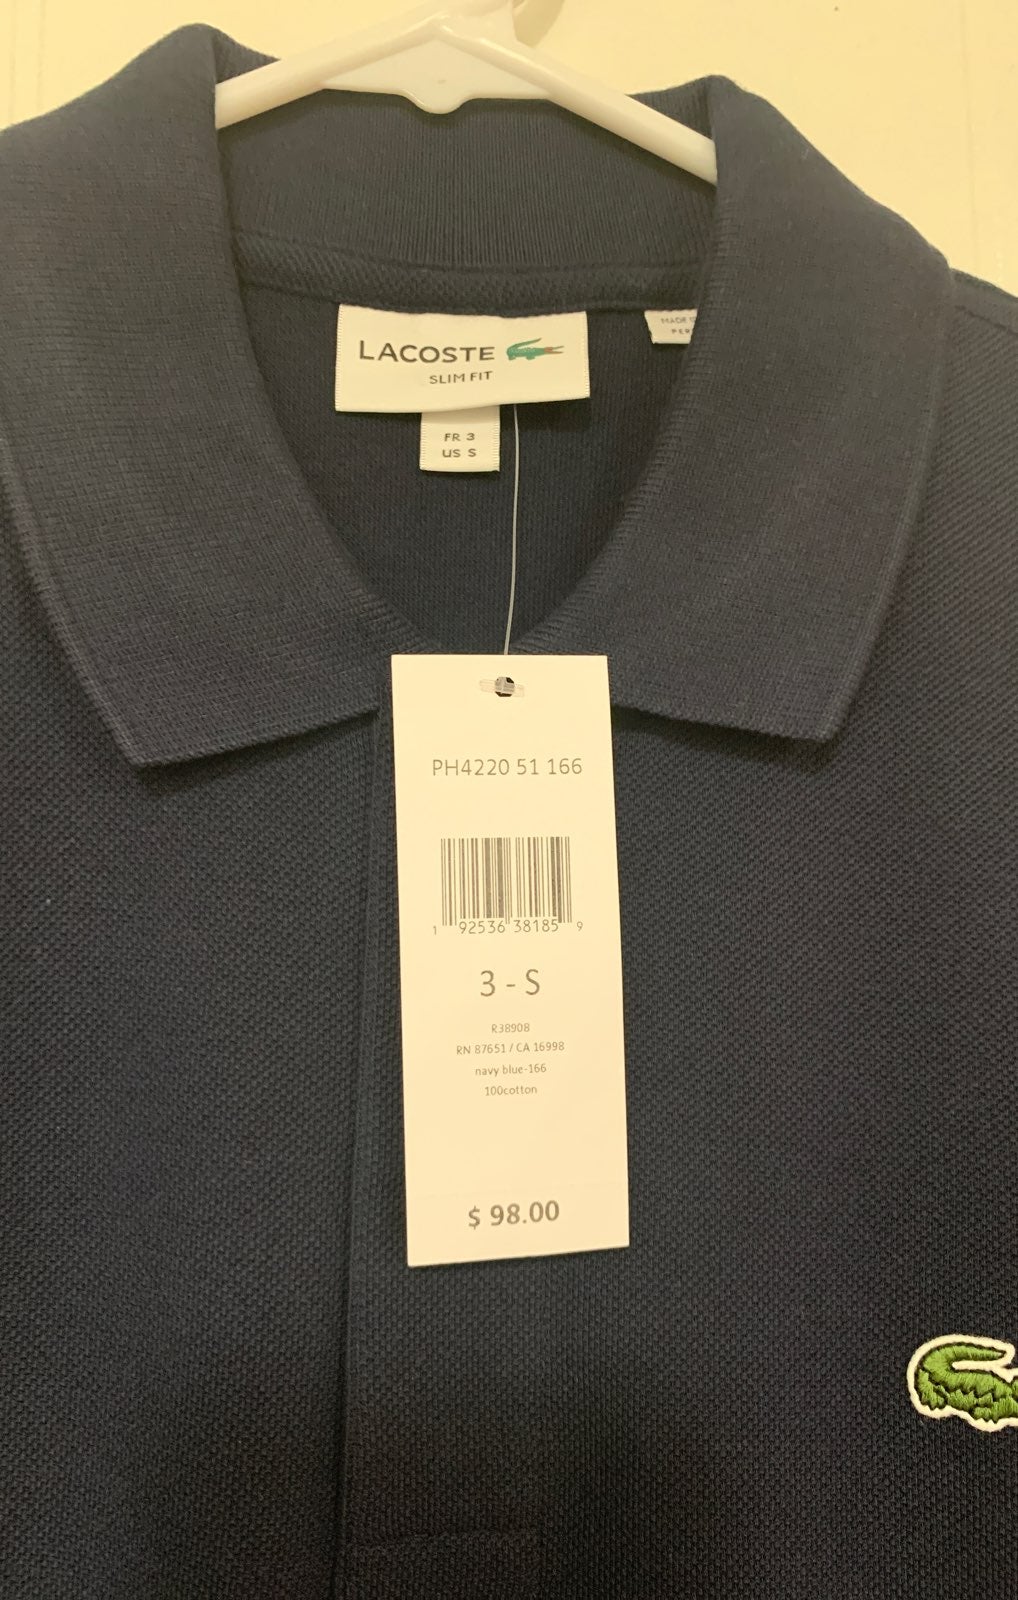 LACOSTE
SLIM FIT
MADE
FR 3
US S
PH4220 51 166
1 92536 38185 9
3 - S
R38908
RN 87651 / CA 16998
navy blue-166
100cotton
$ 98.00